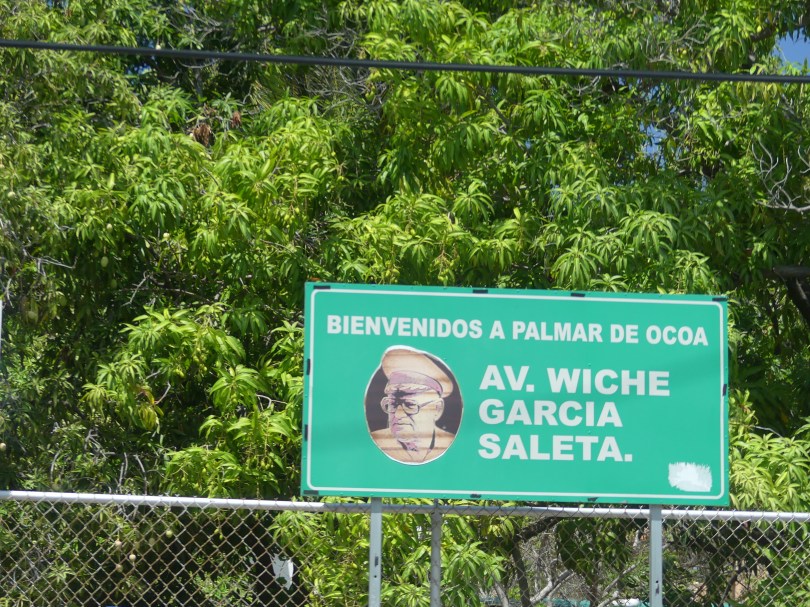 BIENVENIDOS A PALMAR DE OCOA
AV. WICHE
GARCIA
SALETA.